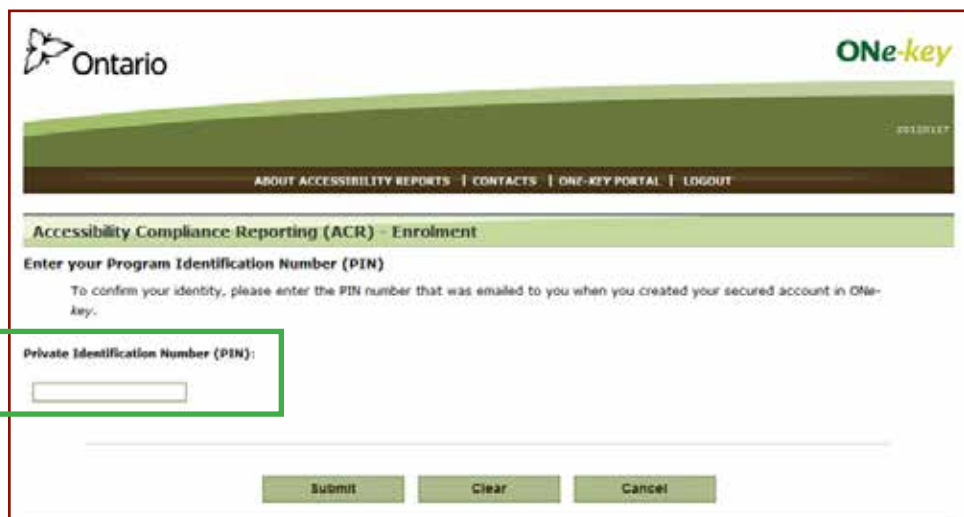 Ontario
ONe-key
ABOUT ACCESSIBILITY REPORTS | CONTACTS | ONE-KEY PORTAL | LOGOUT
Accessibility Compliance Reporting (ACR) - Enrolment
Enter your Program Identification Number (PIN)
To confirm your identity, please enter the PIN number that was emailed to you when you created your secured account in ONe-
key.
Private Identification Number (PIN):
Submit Clear Cancel